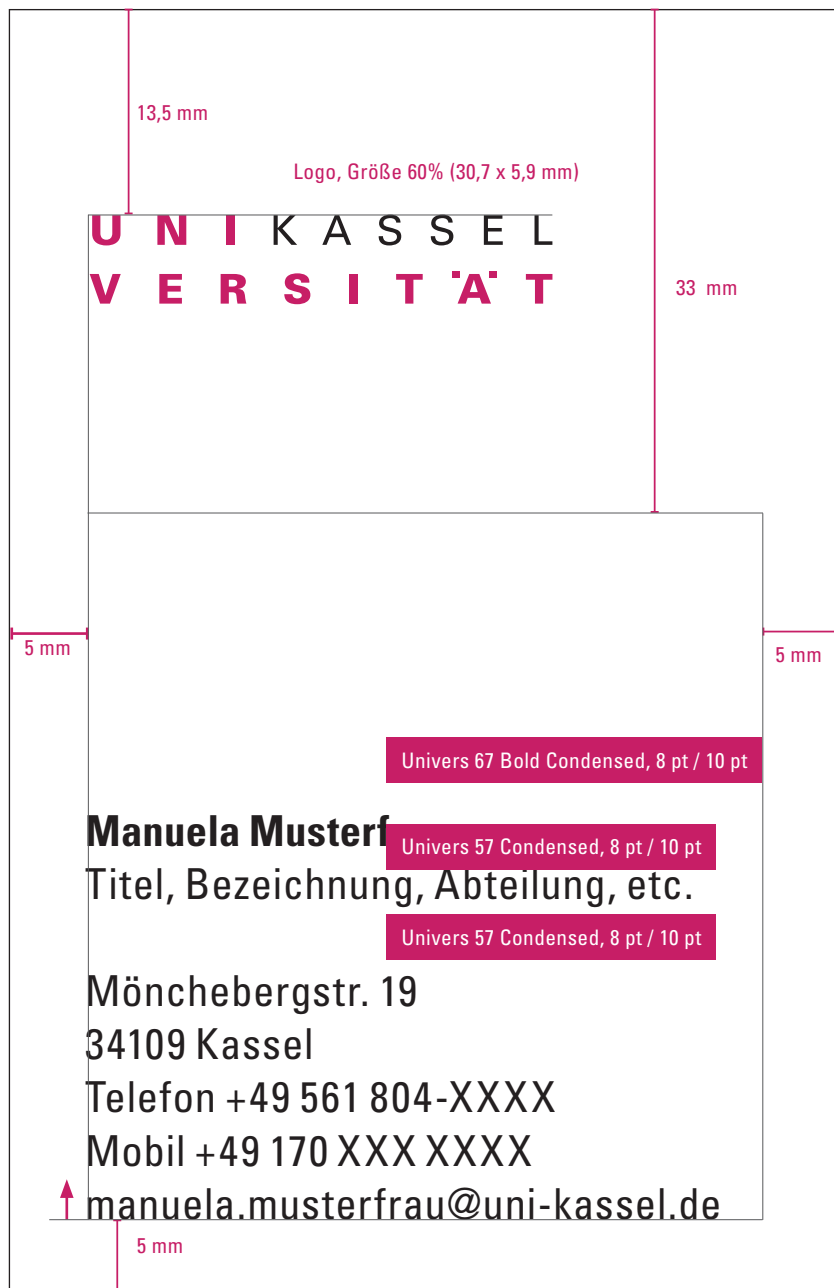 13,5 mm
Logo, Größe 60% (30,7 x 5,9 mm)
UNIKASSEL
VERSITÄT
33 mm
5 mm
5 mm
Univers 67 Bold Condensed, 8 pt / 10 pt
Manuela Musterf
Univers 57 Condensed, 8 pt / 10 pt
Titel, Bezeichnung, Abteilung, etc.
Univers 57 Condensed, 8 pt / 10 pt
Mönchebergstr. 19
34109 Kassel
Telefon +49 561 804-XXXX
Mobil +49 170 XXX XXXX
manuela.musterfrau@uni-kassel.de
5 mm